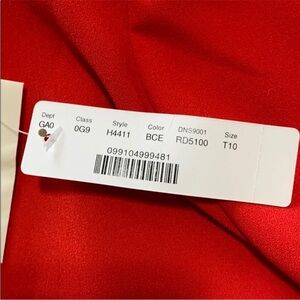 Dept Class Style Color DNS9001 Size
GA0 0G9 H4411 BCE RD5100 T10
099104999481